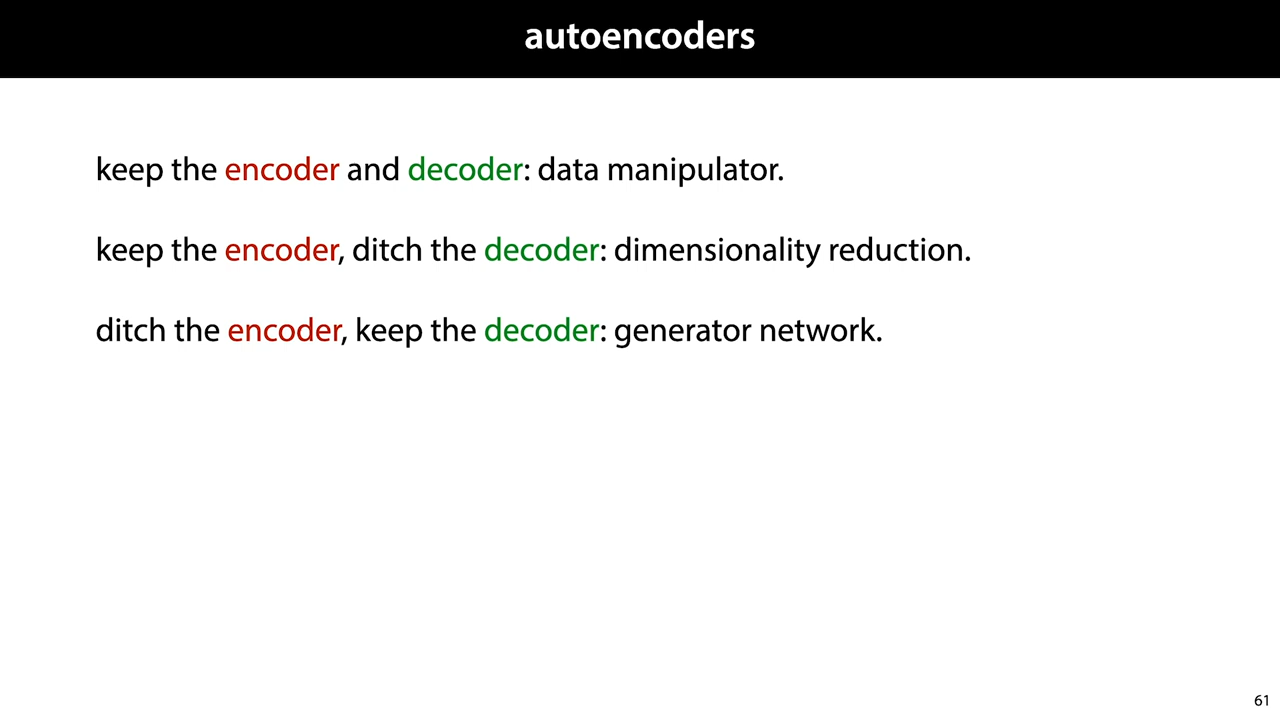 autoencoders
keep the encoder and decoder: data manipulator.
keep the encoder, ditch the decoder: dimensionality reduction.
ditch the encoder, keep the decoder: generator network.
61